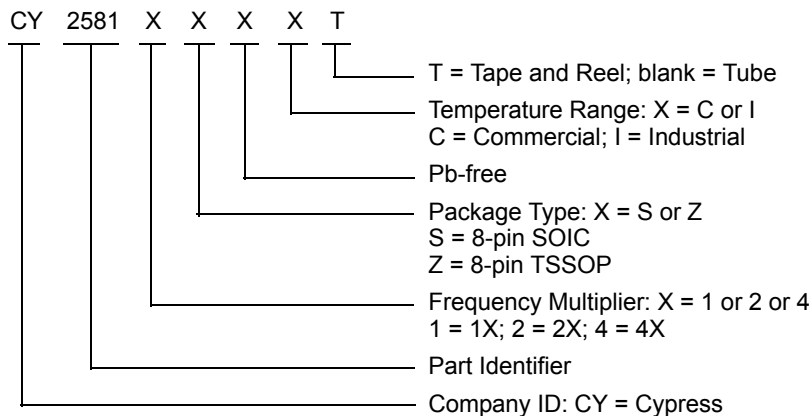 CY 2581 X X X X T
T = Tape and Reel; blank = Tube
Temperature Range: X = C or I
C = Commercial; I = Industrial
Pb-free
Package Type: X = S or Z
S = 8-pin SOIC
Z = 8-pin TSSOP
Frequency Multiplier: X = 1 or 2 or 4
1 = 1X; 2 = 2X; 4 = 4X
Part Identifier
Company ID: CY = Cypress